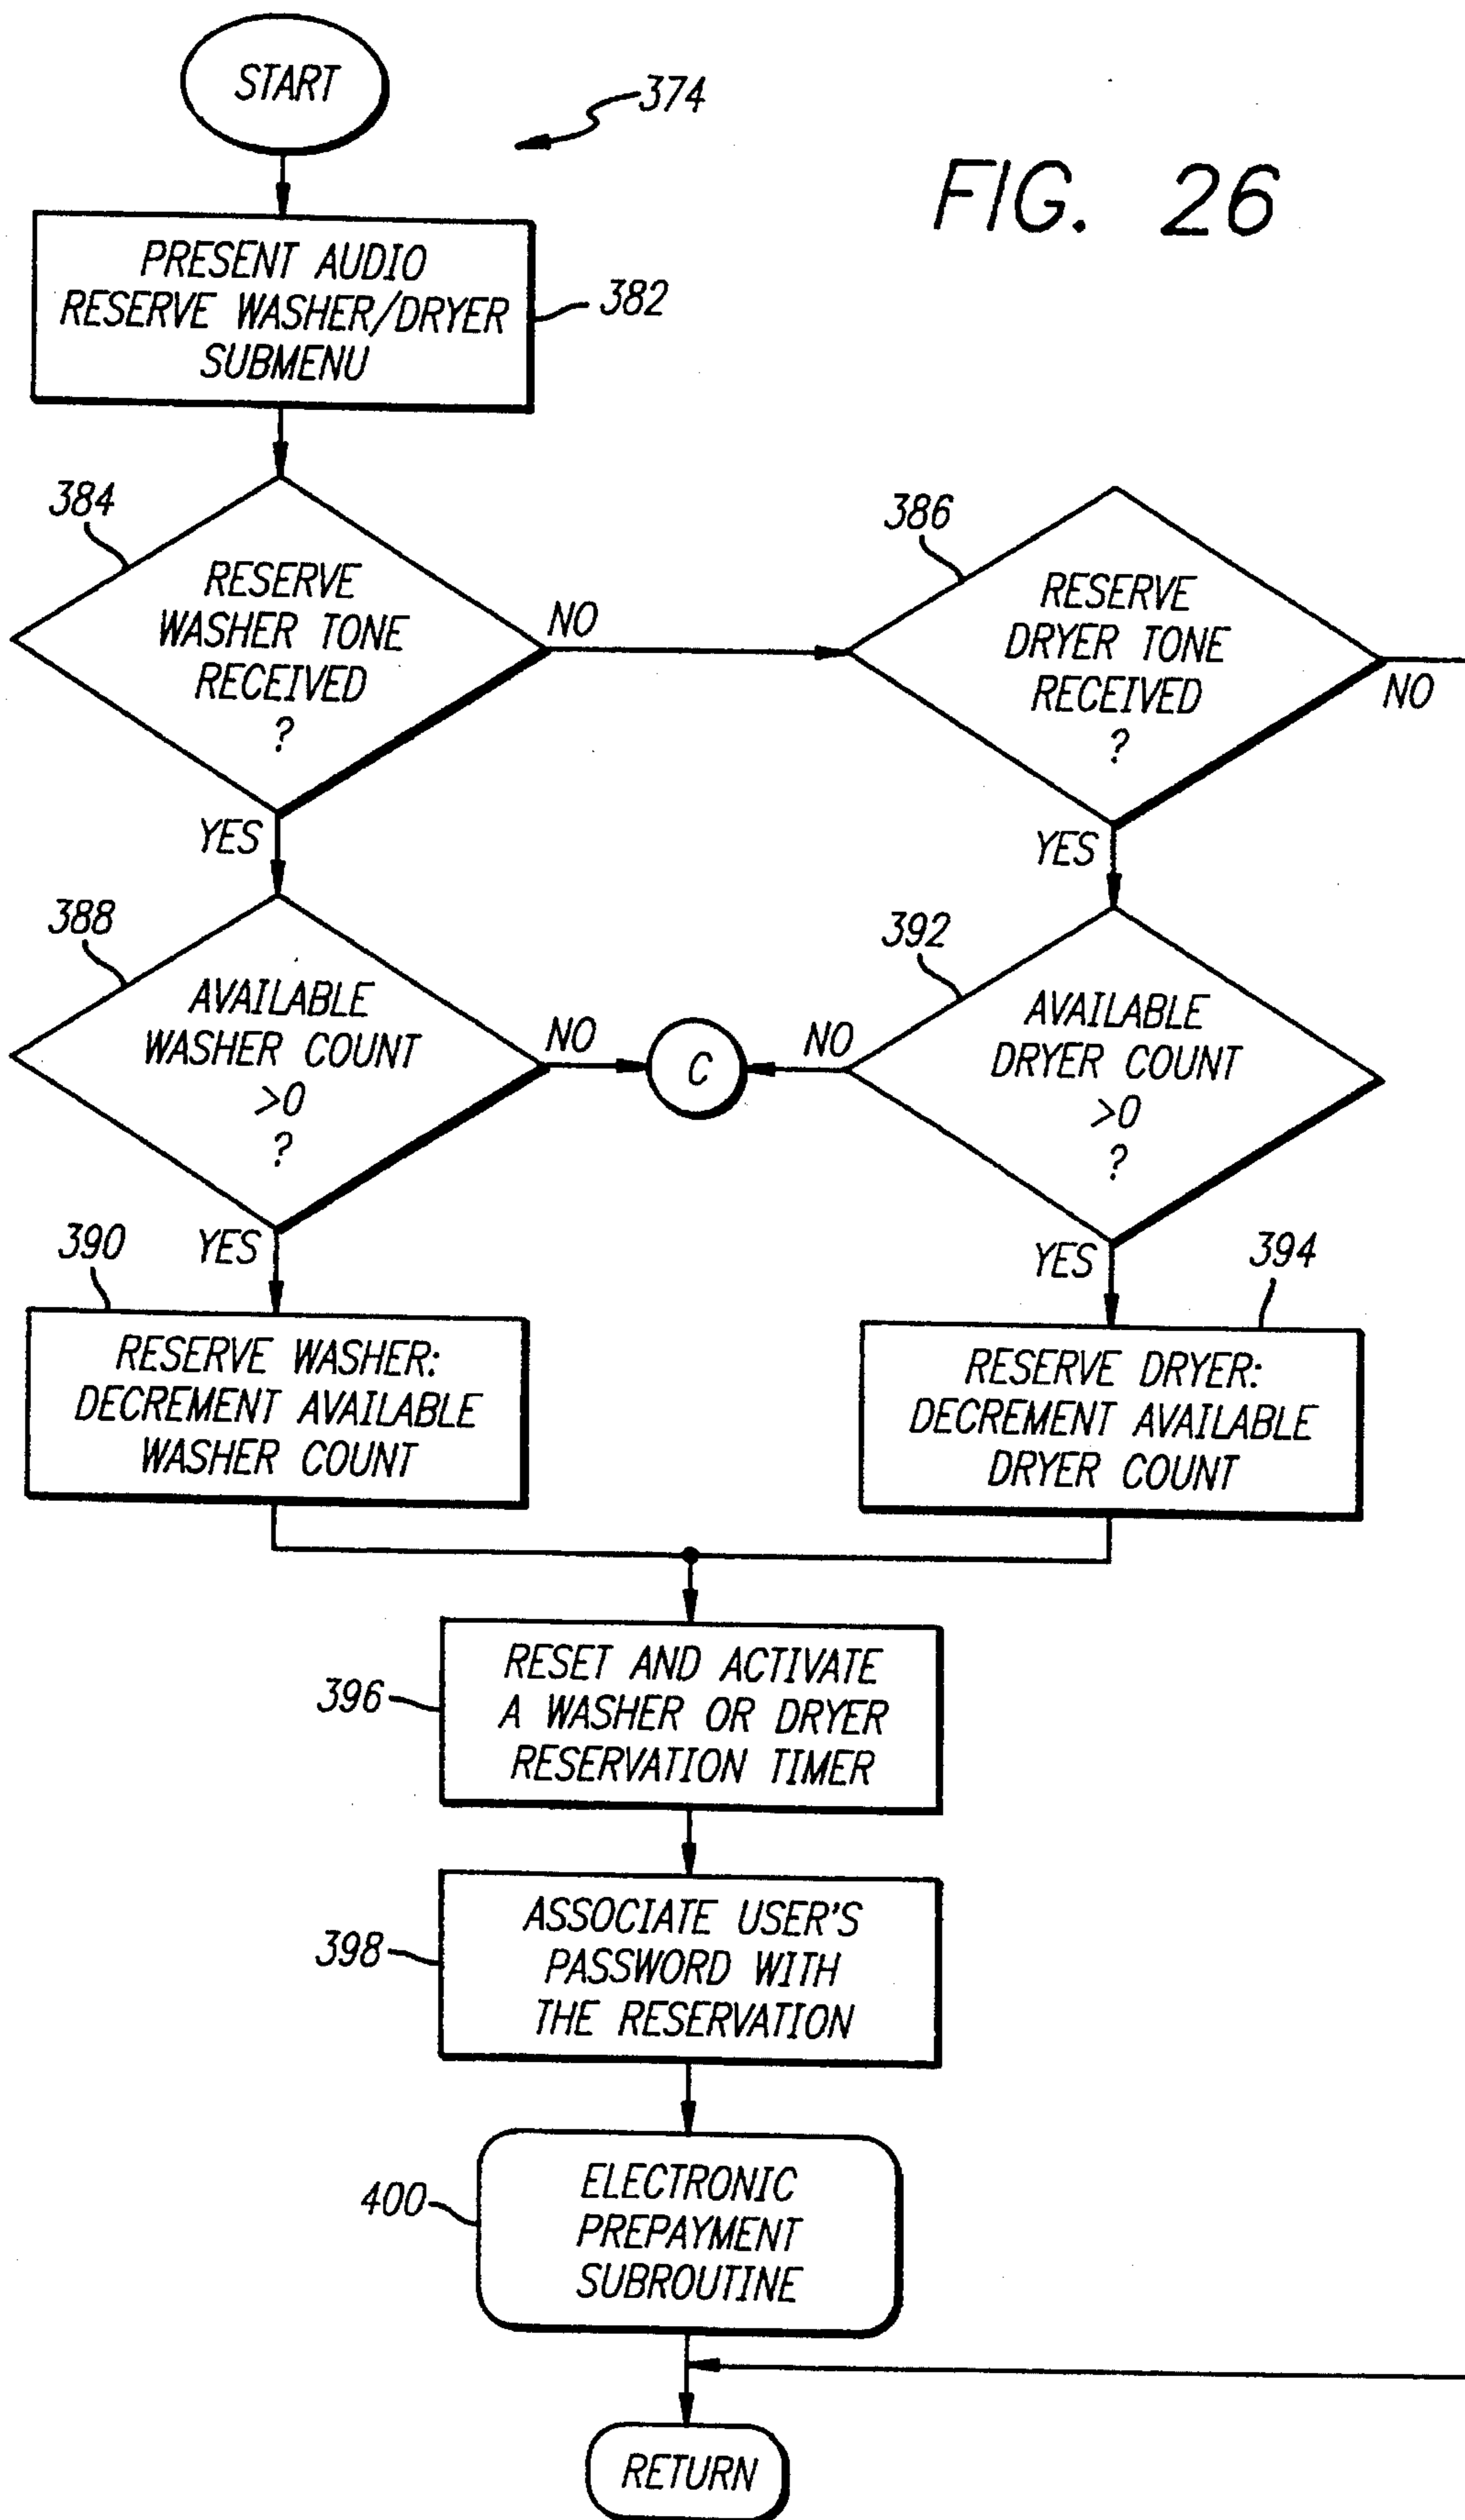 START
374
FIG. 26
PRESENT AUDIO
RESERVE WASHER/DRYER
SUBMENU
382
384
RESERVE
WASHER TONE
RECEIVED
?
NO
386
RESERVE
DRYER TONE
RECEIVED
?
NO
YES
YES
388
AVAILABLE
WASHER COUNT
>0
?
NO
C
NO
392
AVAILABLE
DRYER COUNT
>0
?
YES
YES
390
RESERVE WASHER:
DECREMENT AVAILABLE
WASHER COUNT
394
RESERVE DRYER:
DECREMENT AVAILABLE
DRYER COUNT
396
RESET AND ACTIVATE
A WASHER OR DRYER
RESERVATION TIMER
398
ASSOCIATE USER'S
PASSWORD WITH
THE RESERVATION
400
ELECTRONIC
PREPAYMENT
SUBROUTINE
RETURN